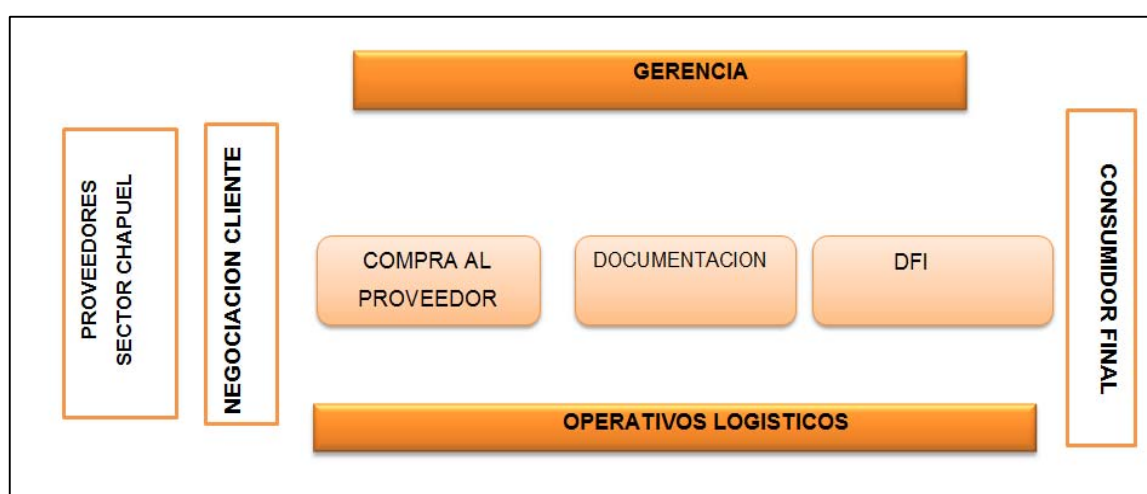 GERENCIA
PROVEEDORES
SECTOR CHAPUEL
NEGOCIACION CLIENTE
COMPRA AL
PROVEEDOR
DOCUMENTACION
DFI
CONSUMIDOR FINAL
OPERATIVOS LOGISTICOS